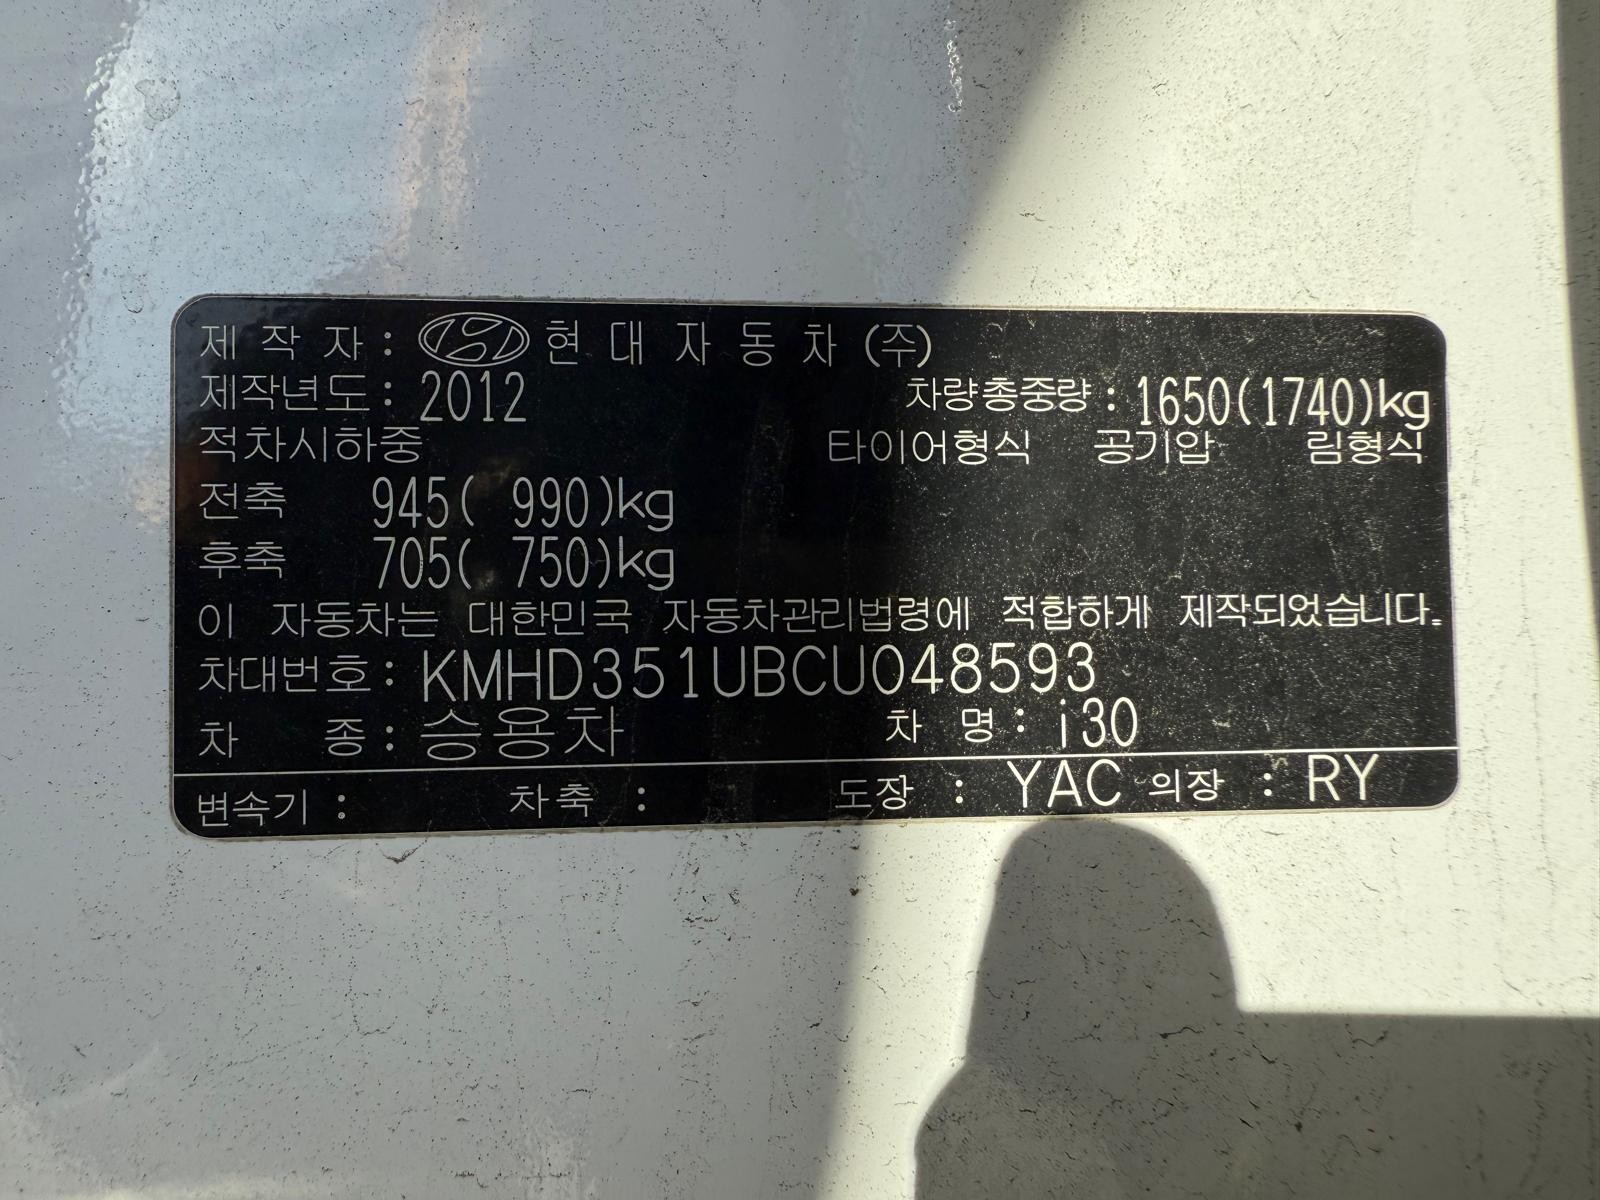 제 작 자 : 현 대 자 동 차 (주)
제작년도 : 2012 차량총중량 : 1650(1740)kg
적차시하중 타이어형식 공기압 림형식
전축 945( 990)kg
후축 705( 750)kg
이 자동차는 대한민국 자동차관리법령에 적합하게 제작되었습니다.
차대번호 : KMHD351UBCU048593
차 종 : 승용차 차 명 : i30
변속기 : 차축 : 도장 : YAC 의장 : RY